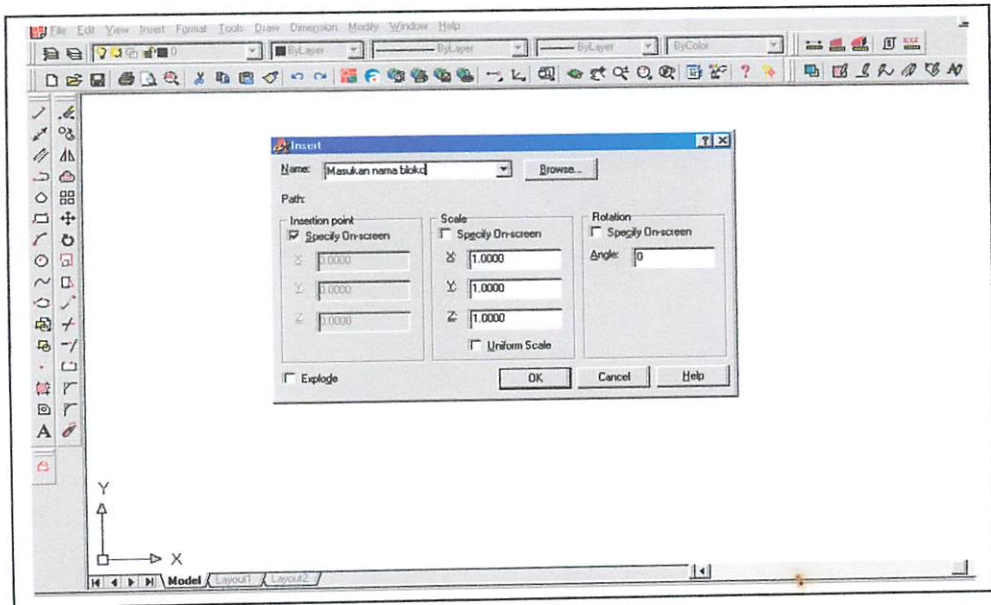 File Edit View Insert Format Tools Draw Dimension Modify Window Help
0 ByLayer ByLayer ByLayer ByColor
Insert
Name: Masukan nama bloko Browse...
Path:
Insertion point Scale Rotation
Specify On-screen Specify On-screen Specify On-screen
X: 0.0000 X: 1.0000 Angle: 0
Y: 0.0000 Y: 1.0000
Z: 0.0000 Z: 1.0000
Uniform Scale
Explode OK Cancel Help
A
Y
X
Model Layout1 Layout2